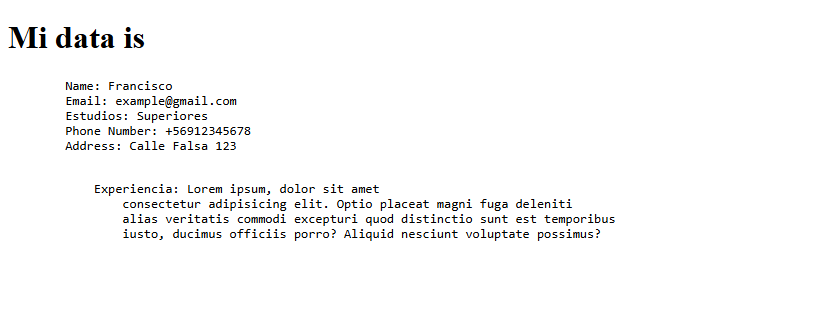 Mi data is
Name: Francisco
Email: example@gmail.com
Estudios: Superiores
Phone Number: +56912345678
Address: Calle Falsa 123
Experiencia: Lorem ipsum, dolor sit amet
consectetur adipisicing elit. Optio placeat magni fuga deleniti
alias veritatis commodi excepturi quod distinctio sunt est temporibus
iusto, ducimus officiis porro? Aliquid nesciunt voluptate possimus?